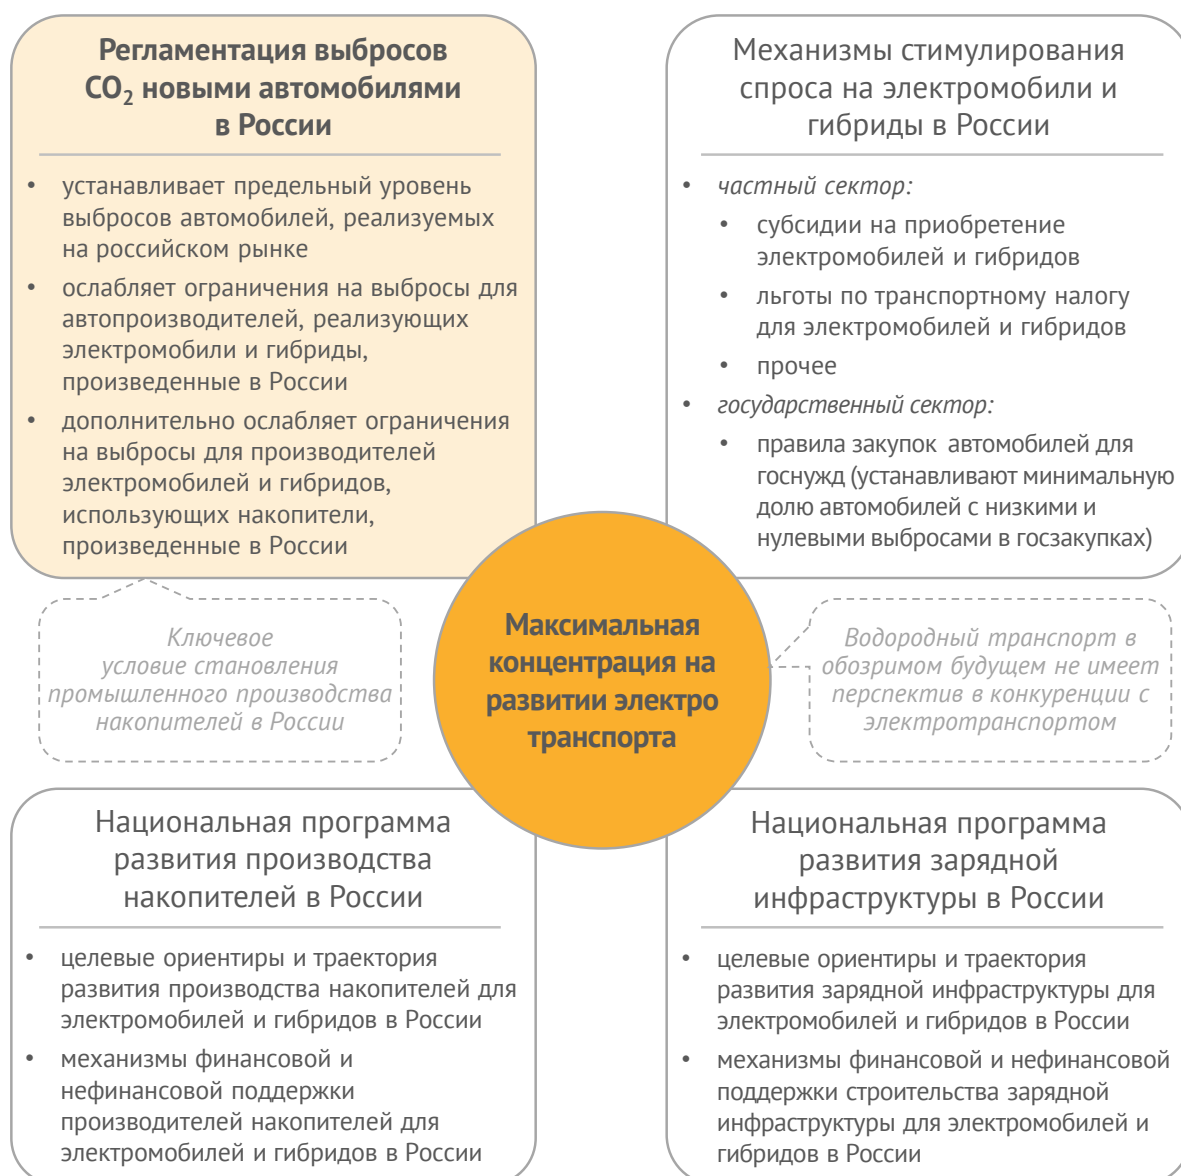 Регламентация выбросов
CO₂ новыми автомобилями
в России
• устанавливает предельный уровень
выбросов автомобилей, реализуемых
на российском рынке
• ослабляет ограничения на выбросы для
автопроизводителей, реализующих
электромобили и гибриды,
произведенные в России
• дополнительно ослабляет ограничения
на выбросы для производителей
электромобилей и гибридов,
использующих накопители,
произведенные в России
Механизмы стимулирования
спроса на электромобили и
гибриды в России
• частный сектор:
• субсидии на приобретение
электромобилей и гибридов
• льготы по транспортному налогу
для электромобилей и гибридов
• прочее
• государственный сектор:
• правила закупок автомобилей для
госнужд (устанавливают минимальную
долю автомобилей с низкими и
нулевыми выбросами в госзакупках)
Ключевое
условие становления
промышленного производства
накопителей в России
Максимальная
концентрация на
развитии электро
транспорта
Водородный транспорт в
обозримом будущем не имеет
перспектив в конкуренции с
электротранспортом
Национальная программа
развития производства
накопителей в России
• целевые ориентиры и траектория
развития производства накопителей для
электромобилей и гибридов в России
• механизмы финансовой и
нефинансовой поддержки
производителей накопителей для
электромобилей и гибридов в России
Национальная программа
развития зарядной
инфраструктуры в России
• целевые ориентиры и траектория
развития зарядной инфраструктуры для
электромобилей и гибридов в России
• механизмы финансовой и нефинансовой
поддержки строительства зарядной
инфраструктуры для электромобилей и
гибридов в России